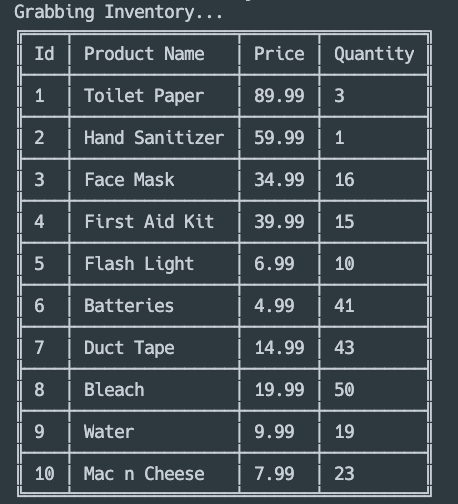 Grabbing Inventory...
Id Product Name Price Quantity
1 Toilet Paper 89.99 3
2 Hand Sanitizer 59.99 1
3 Face Mask 34.99 16
4 First Aid Kit 39.99 15
5 Flash Light 6.99 10
6 Batteries 4.99 41
7 Duct Tape 14.99 43
8 Bleach 19.99 50
9 Water 9.99 19
10 Mac n Cheese 7.99 23